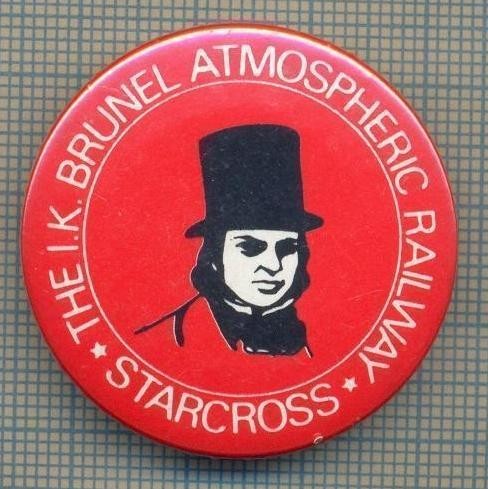 THE I.K. BRUNEL ATMOSPHERIC RAILWAY
★ STARCROSS ★